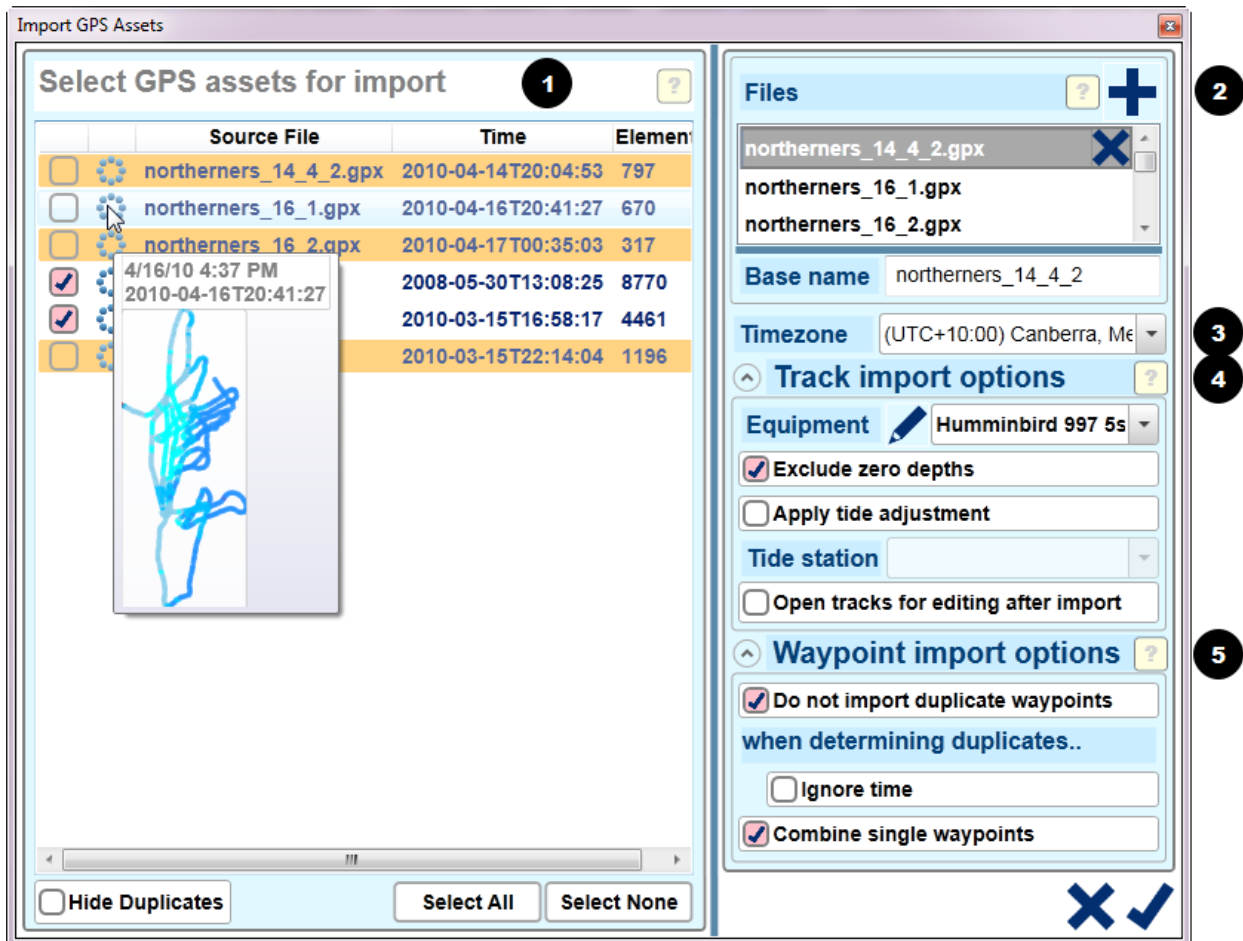 Import GPS Assets
Select GPS assets for import
1
?
Source File Time Elemen
northerners_14_4_2.gpx 2010-04-14T20:04:53 797
northerners_16_1.gpx 2010-04-16T20:41:27 670
northerners_16_2.gpx 2010-04-17T00:35:03 317
2008-05-30T13:08:25 8770
2010-03-15T16:58:17 4461
2010-03-15T22:14:04 1196
4/16/10 4:37 PM
2010-04-16T20:41:27
Hide Duplicates Select All Select None
Files ? 2
northerners_14_4_2.gpx
northerners_16_1.gpx
northerners_16_2.gpx
Base name northerners_14_4_2
Timezone (UTC+10:00) Canberra, Me 3
Track import options ? 4
Equipment Humminbird 997 5s
Exclude zero depths
Apply tide adjustment
Tide station
Open tracks for editing after import
Waypoint import options ? 5
Do not import duplicate waypoints
when determining duplicates..
Ignore time
Combine single waypoints